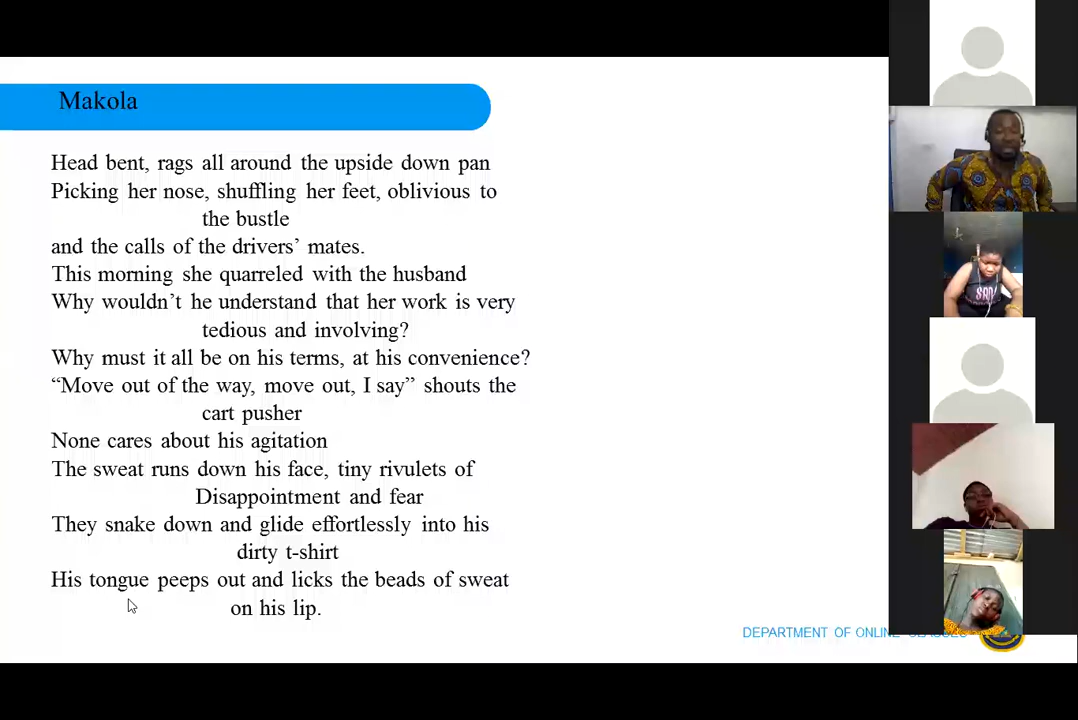 Makola
Head bent, rags all around the upside down pan
Picking her nose, shuffling her feet, oblivious to
the bustle
and the calls of the drivers’ mates.
This morning she quarreled with the husband
Why wouldn’t he understand that her work is very
tedious and involving?
Why must it all be on his terms, at his convenience?
“Move out of the way, move out, I say” shouts the
cart pusher
None cares about his agitation
The sweat runs down his face, tiny rivulets of
Disappointment and fear
They snake down and glide effortlessly into his
dirty t-shirt
His tongue peeps out and licks the beads of sweat
on his lip.
DEPARTMENT OF ONLINE CLASSES